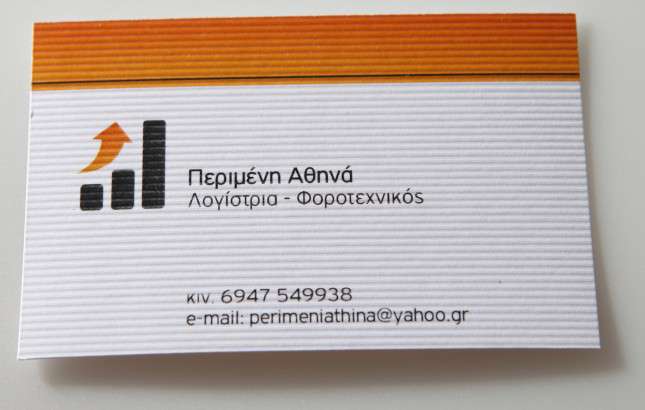 Περιμένη Αθηνά
Λογίστρια - Φοροτεχνικός
κιν. 6947 549938
e-mail: perimeniathina@yahoo.gr